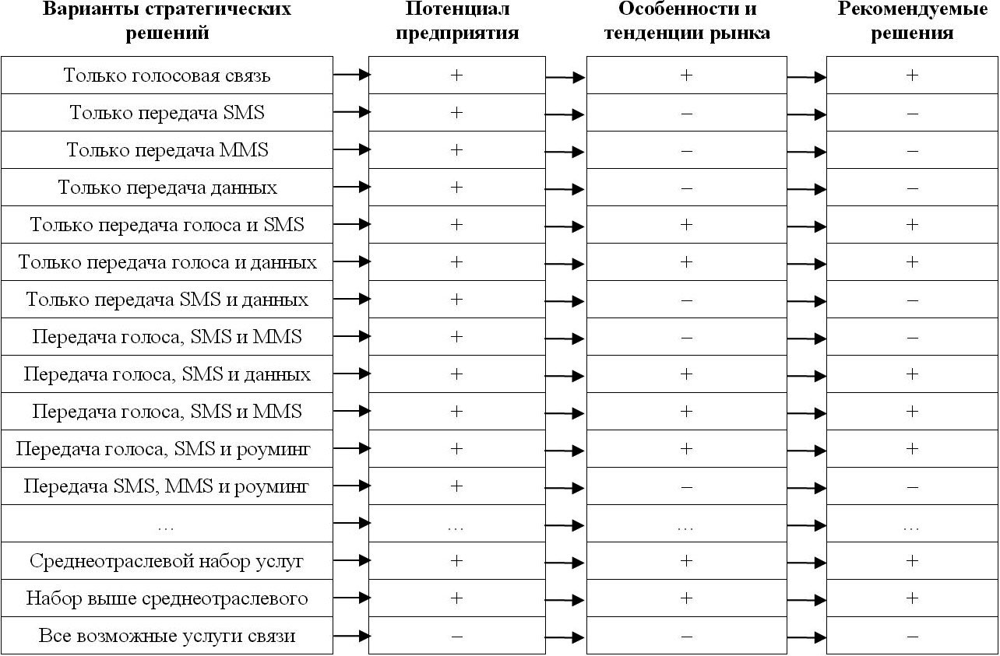 Варианты стратегических решений
Потенциал предприятия
Особенности и тенденции рынка
Рекомендуемые решения
Только голосовая связь + + +
Только передача SMS + – –
Только передача MMS + – –
Только передача данных + – –
Только передача голоса и SMS + + +
Только передача голоса и данных + + +
Только передача SMS и данных + – –
Передача голоса, SMS и MMS + – –
Передача голоса, SMS и данных + + +
Передача голоса, SMS и MMS + + +
Передача голоса, SMS и роуминг + + +
Передача SMS, MMS и роуминг + – –
… … … …
Среднеотраслевой набор услуг + + +
Набор выше среднеотраслевого + + +
Все возможные услуги связи – – –